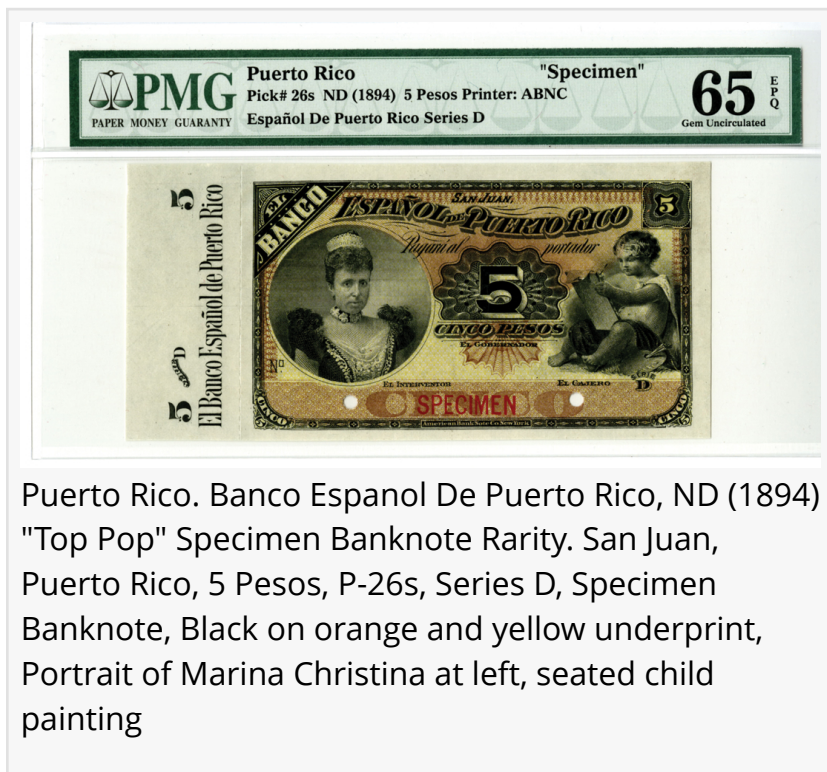 PMG
PAPER MONEY GUARANTY
Puerto Rico "Specimen"
Pick# 26s ND (1894) 5 Pesos Printer: ABNC
Español De Puerto Rico Series D
65
EPQ
Gem Uncirculated
5
El Banco Español de Puerto Rico
5 Serie D
EL
BANCO
SAN JUAN,
ESPAÑOL DE PUERTO RICO
5
Pagará al portador
5
CINCO PESOS
EL GOBERNADOR
Nº
EL INTERVENTOR
EL CAJERO
SERIE
D
SPECIMEN
CINCO
CINCO
American Bank Note Co. New York.
Puerto Rico. Banco Espanol De Puerto Rico, ND (1894)
"Top Pop" Specimen Banknote Rarity. San Juan,
Puerto Rico, 5 Pesos, P-26s, Series D, Specimen
Banknote, Black on orange and yellow underprint,
Portrait of Marina Christina at left, seated child
painting